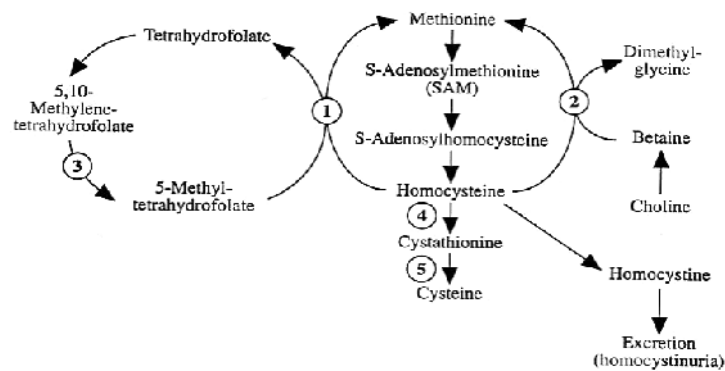 Methionine
Tetrahydrofolate
Dimethyl-
glycine
S-Adenosylmethionine
(SAM)
5,10-
Methylene-
tetrahydrofolate
1
2
S-Adenosylhomocysteine
Betaine
3
5-Methyl-
tetrahydrofolate
Homocysteine
Choline
4
Cystathionine
5
Cysteine
Homocystine
Excretion
(homocystinuria)